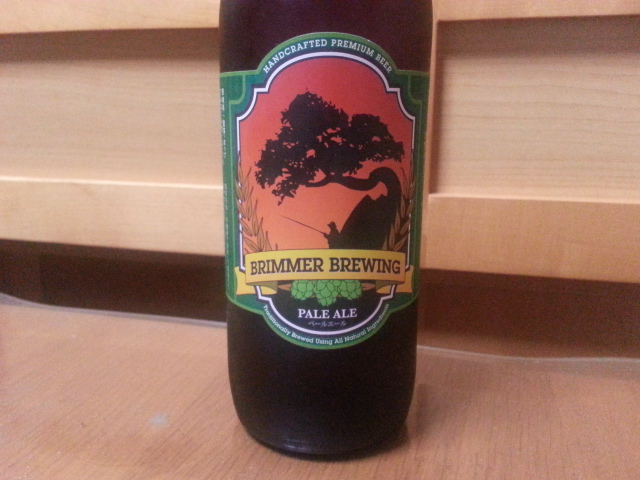 HANDCRAFTED PREMIUM BEER
BRIMMER BREWING
PALE ALE
ペールエール
Traditionally Brewed Using All Natural Ingredients